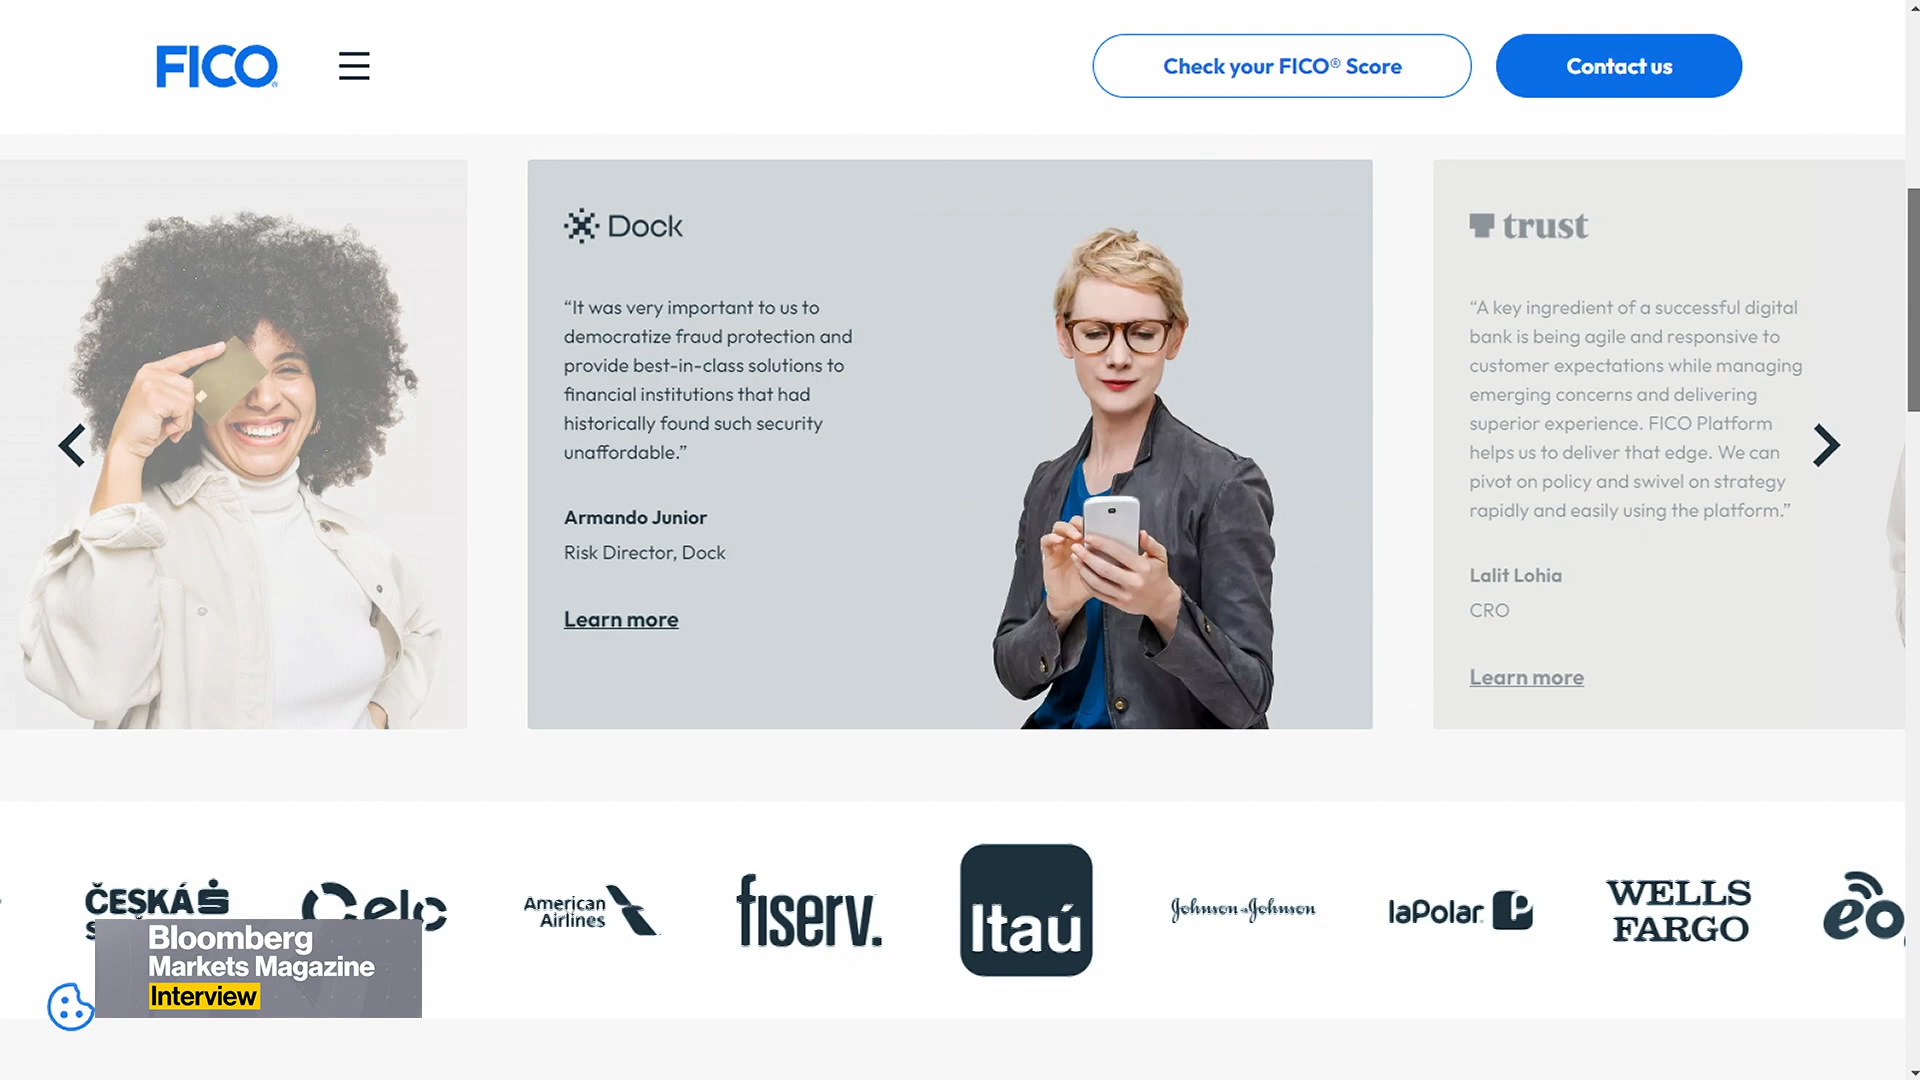 FICO
Check your FICO® Score
Contact us
Dock
“It was very important to us to
democratize fraud protection and
provide best-in-class solutions to
financial institutions that had
historically found such security
unaffordable.”
Armando Junior
Risk Director, Dock
Learn more
trust
“A key ingredient of a successful digital
bank is being agile and responsive to
customer expectations while managing
emerging concerns and delivering
superior experience. FICO Platform
helps us to deliver that edge. We can
pivot on policy and swivel on strategy
rapidly and easily using the platform.”
Lalit Lohia
CRO
Learn more
ČESKÁ
American
Airlines
fiserv.
Itaú
Johnson & Johnson
laPolar
WELLS
FARGO
Bloomberg
Markets Magazine
Interview